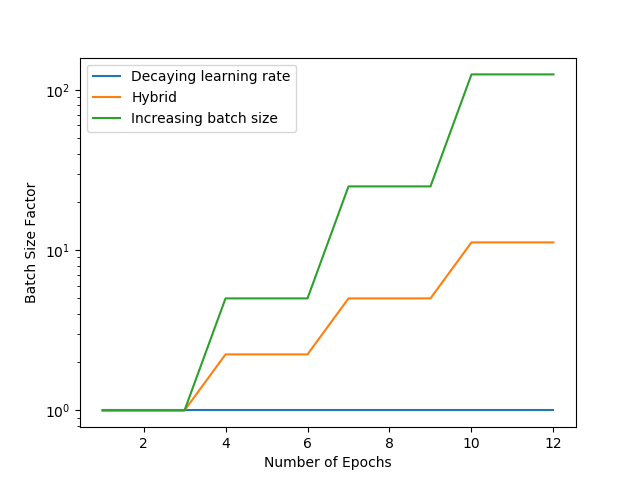 Decaying learning rate
Hybrid
Increasing batch size
10²
10¹
10⁰
Batch Size Factor
2 4 6 8 10 12
Number of Epochs